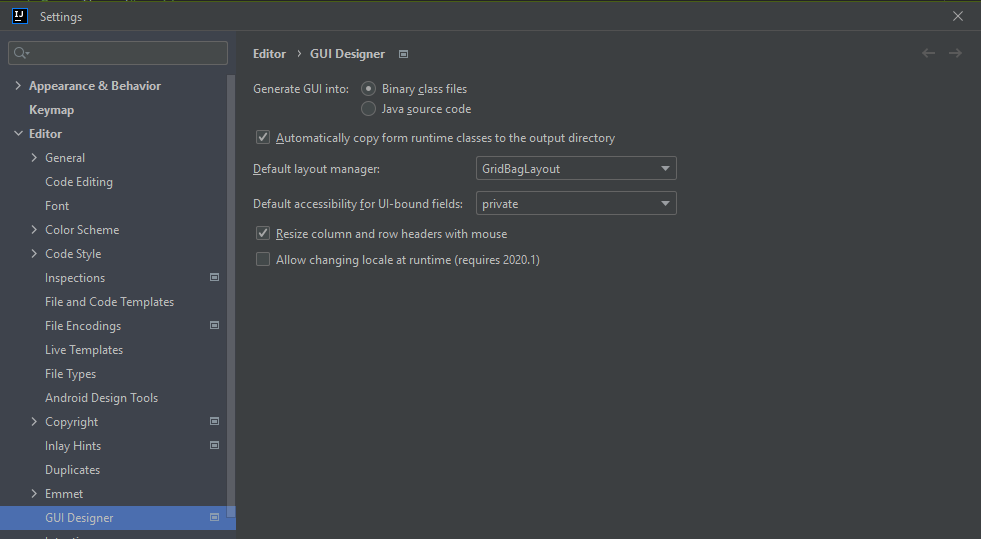 IJ
Settings
Appearance & Behavior
Keymap
Editor
General
Code Editing
Font
Color Scheme
Code Style
Inspections
File and Code Templates
File Encodings
Live Templates
File Types
Android Design Tools
Copyright
Inlay Hints
Duplicates
Emmet
GUI Designer
Editor › GUI Designer
Generate GUI into: Binary class files
Java source code
Automatically copy form runtime classes to the output directory
Default layout manager: GridBagLayout
Default accessibility for UI-bound fields: private
Resize column and row headers with mouse
Allow changing locale at runtime (requires 2020.1)